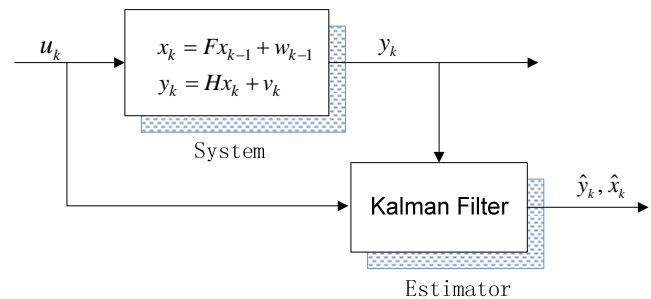 u_k
x_k = Fx_{k-1} + w_{k-1}
y_k = Hx_k + v_k
y_k
System
Kalman Filter
ŷ_k, x̂_k
Estimator